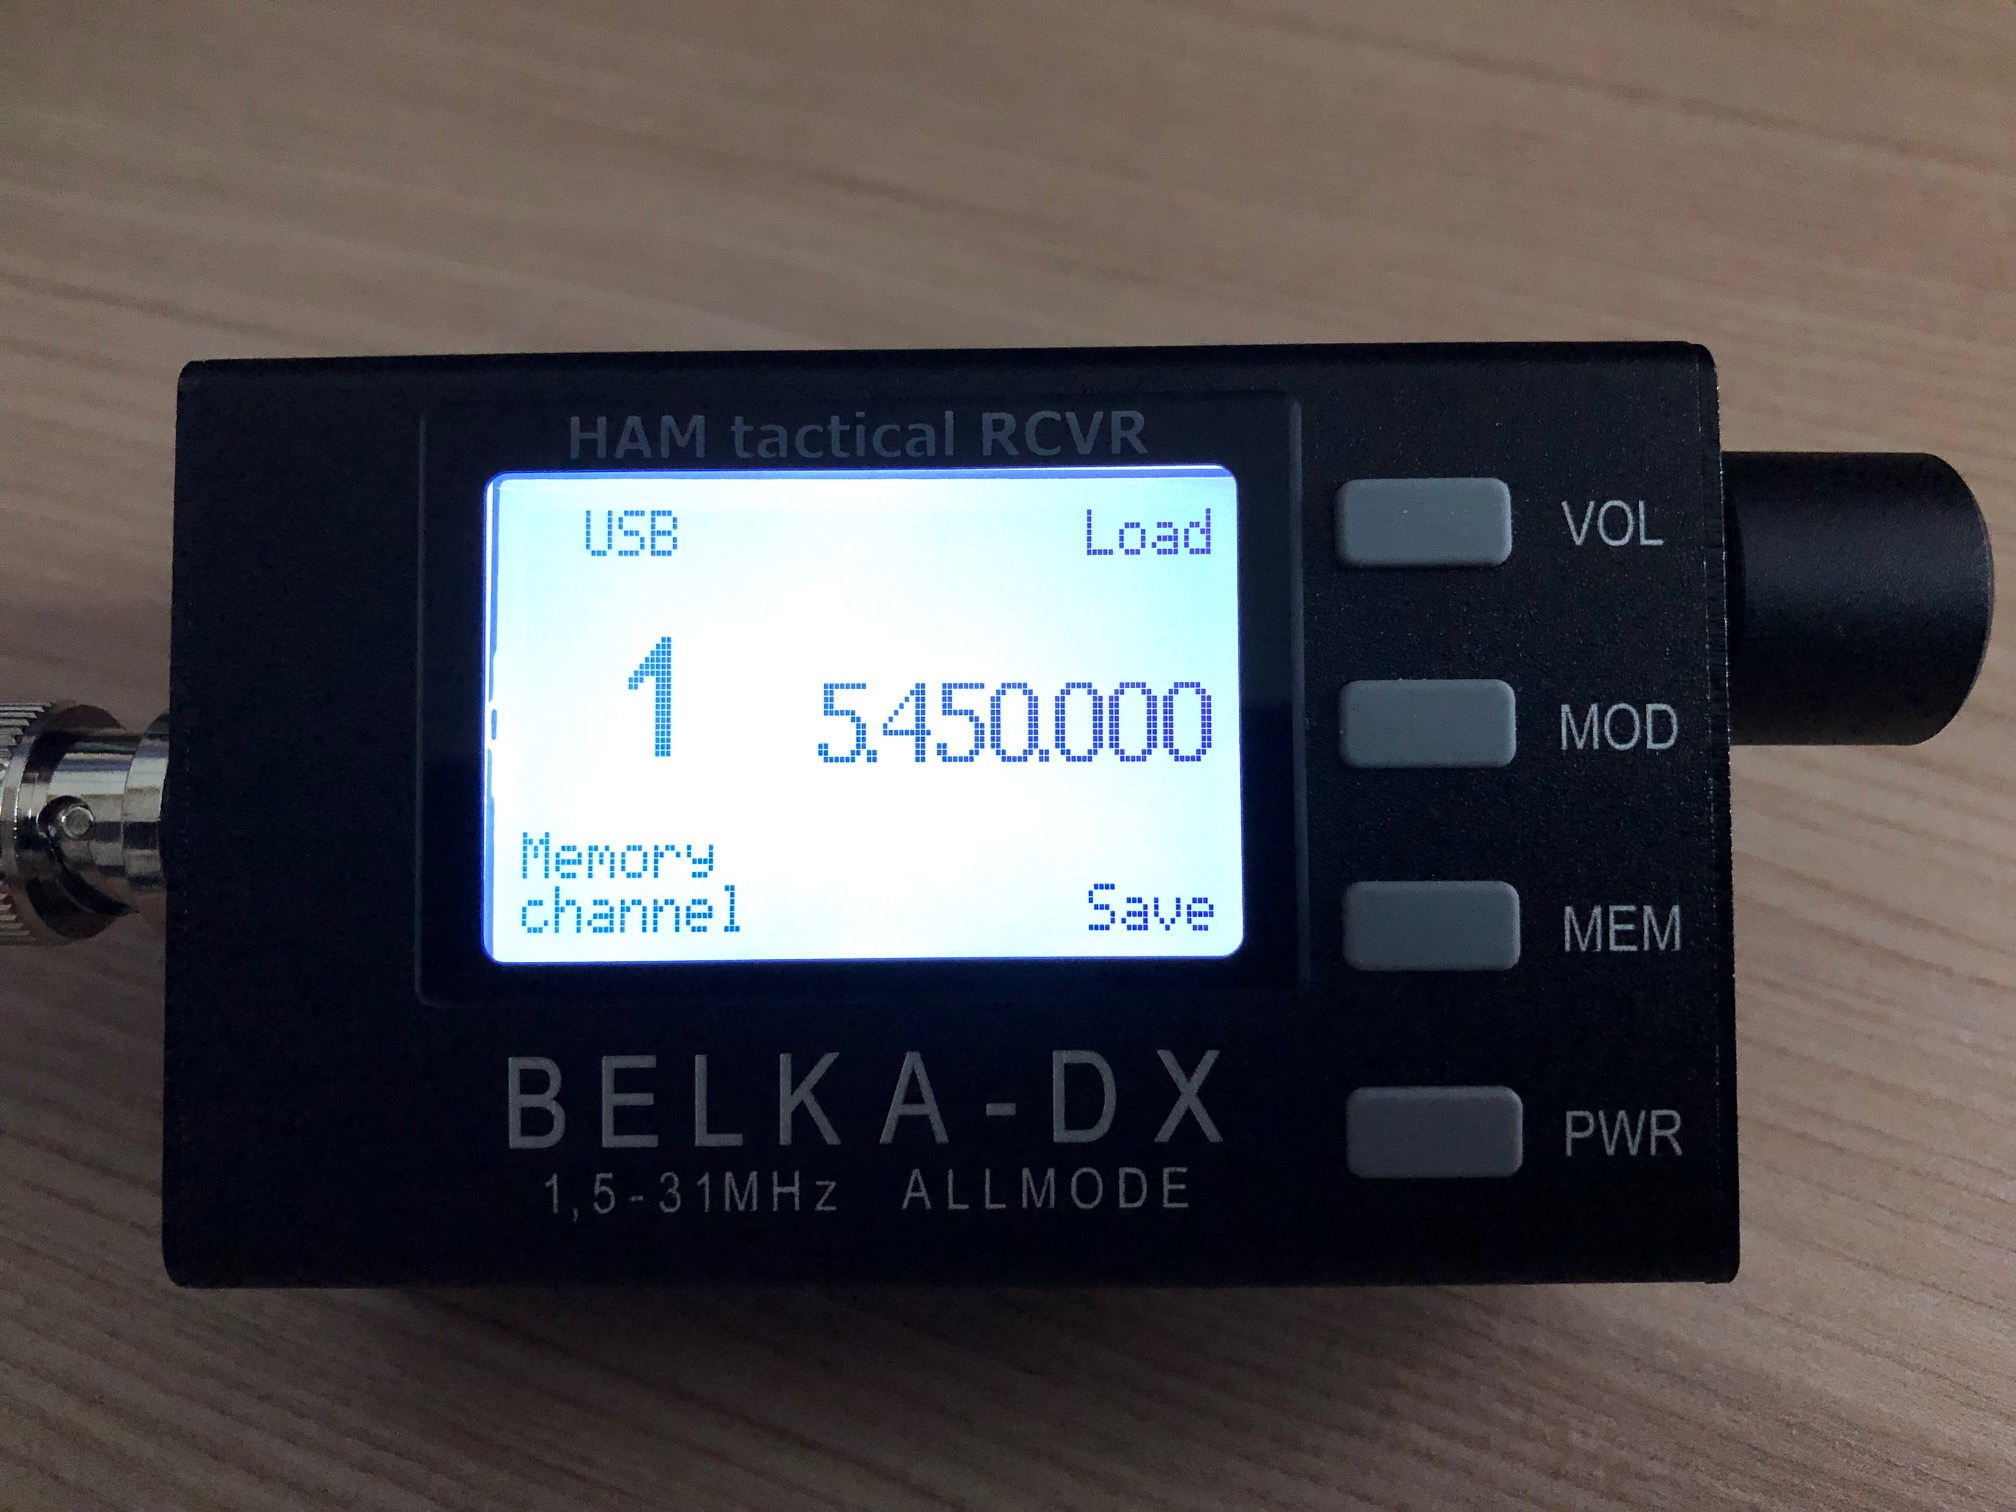 HAM tactical RCVR
USB Load
1 5.450.000
Memory
channel
Save
VOL
MOD
MEM
PWR
BELKA-DX
1,5-31MHz ALLMODE